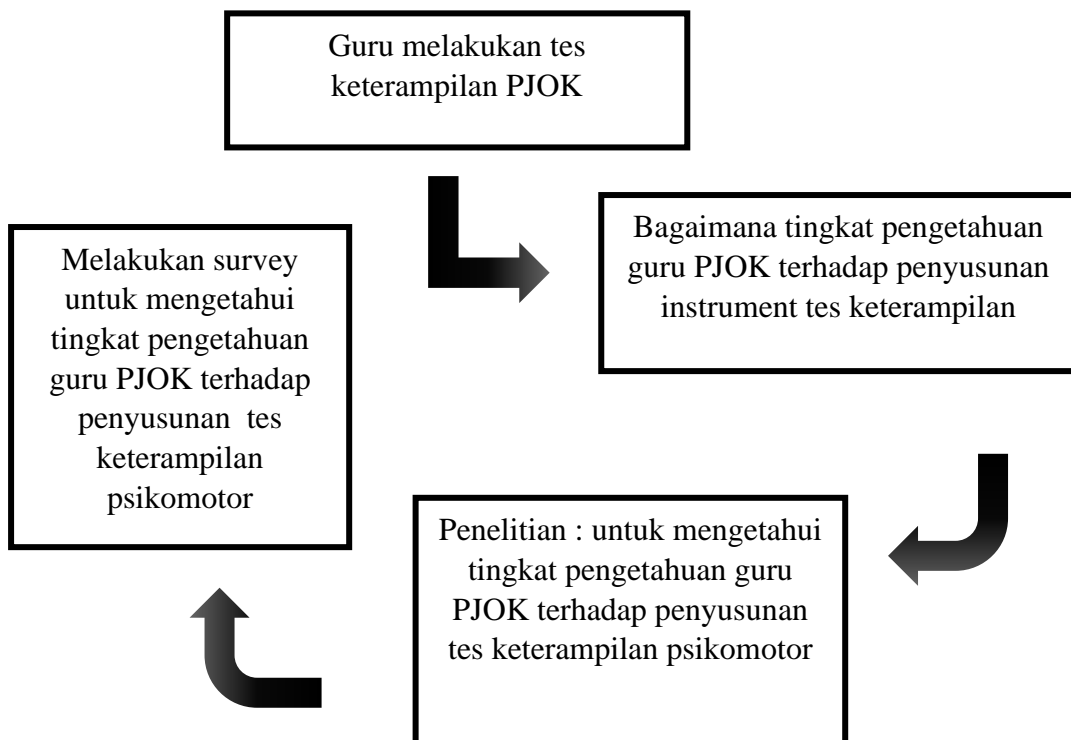 Guru melakukan tes
keterampilan PJOK
Bagaimana tingkat pengetahuan
guru PJOK terhadap penyusunan
instrument tes keterampilan
Penelitian : untuk mengetahui
tingkat pengetahuan guru
PJOK terhadap penyusunan
tes keterampilan psikomotor
Melakukan survey
untuk mengetahui
tingkat pengetahuan
guru PJOK terhadap
penyusunan tes
keterampilan
psikomotor